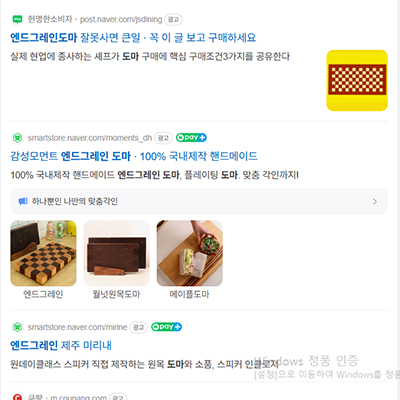 현명한소비자 · post.naver.com/jsdining 광고
엔드그레인도마 잘못사면 큰일 · 꼭 이 글 보고 구매하세요
실제 현업에 종사하는 셰프가 도마 구매에 핵심 구매조건3가지를 공유한다
smartstore.naver.com/moments_dh 광고 N pay+
감성모먼트 엔드그레인 도마 · 100% 국내제작 핸드메이드
100% 국내제작 핸드메이드 엔드그레인 도마, 플레이팅 도마. 맞춤 각인까지!
하나뿐인 나만의 맞춤각인
엔드그레인
월넛원목도마
메이플도마
smartstore.naver.com/mirine 광고 N pay+
엔드그레인 제주 미리내
원데이클래스 스피커 직접 제작하는 원목 도마와 소품, 스피커 인클로저
Windows 정품 인증
[설정]으로 이동하여 Windows를 정품
쿠팡 · m.coupang.com 광고